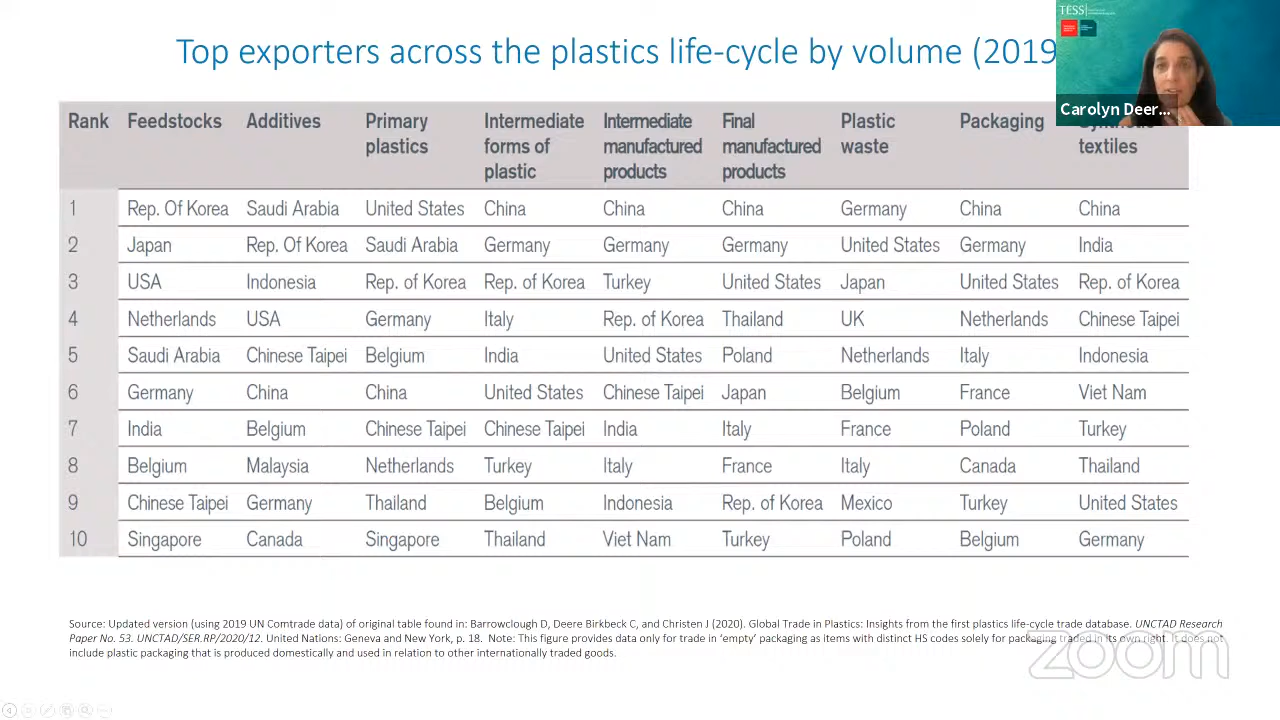 Top exporters across the plastics life-cycle by volume (2019
TESS
Carolyn Deer...
Rank Feedstocks Additives Primary plastics Intermediate forms of plastic Intermediate manufactured products Final manufactured products Plastic waste Packaging textiles
1 Rep. Of Korea Saudi Arabia United States China China China Germany China China
2 Japan Rep. Of Korea Saudi Arabia Germany Germany Germany United States Germany India
3 USA Indonesia Rep. of Korea Rep. of Korea Turkey United States Japan United States Rep. of Korea
4 Netherlands USA Germany Italy Rep. of Korea Thailand UK Netherlands Chinese Taipei
5 Saudi Arabia Chinese Taipei Belgium India United States Poland Netherlands Italy Indonesia
6 Germany China China United States Chinese Taipei Japan Belgium France Viet Nam
7 India Belgium Chinese Taipei Chinese Taipei India Italy France Poland Turkey
8 Belgium Malaysia Netherlands Turkey Italy France Italy Canada Thailand
9 Chinese Taipei Germany Thailand Belgium Indonesia Rep. of Korea Mexico Turkey United States
10 Singapore Canada Singapore Thailand Viet Nam Turkey Poland Belgium Germany
Source: Updated version (using 2019 UN Comtrade data) of original table found in: Barrowclough D, Deere Birkbeck C, and Christen J (2020). Global Trade in Plastics: Insights from the first plastics life-cycle trade database. UNCTAD Research
Paper No. 53. UNCTAD/SER.RP/2020/12. United Nations: Geneva and New York, p. 18. Note: This figure provides data only for trade in 'empty' packaging as items with distinct HS codes solely for packaging traded in its own right. It does not
include plastic packaging that is produced domestically and used in relation to other internationally traded goods.
zoom